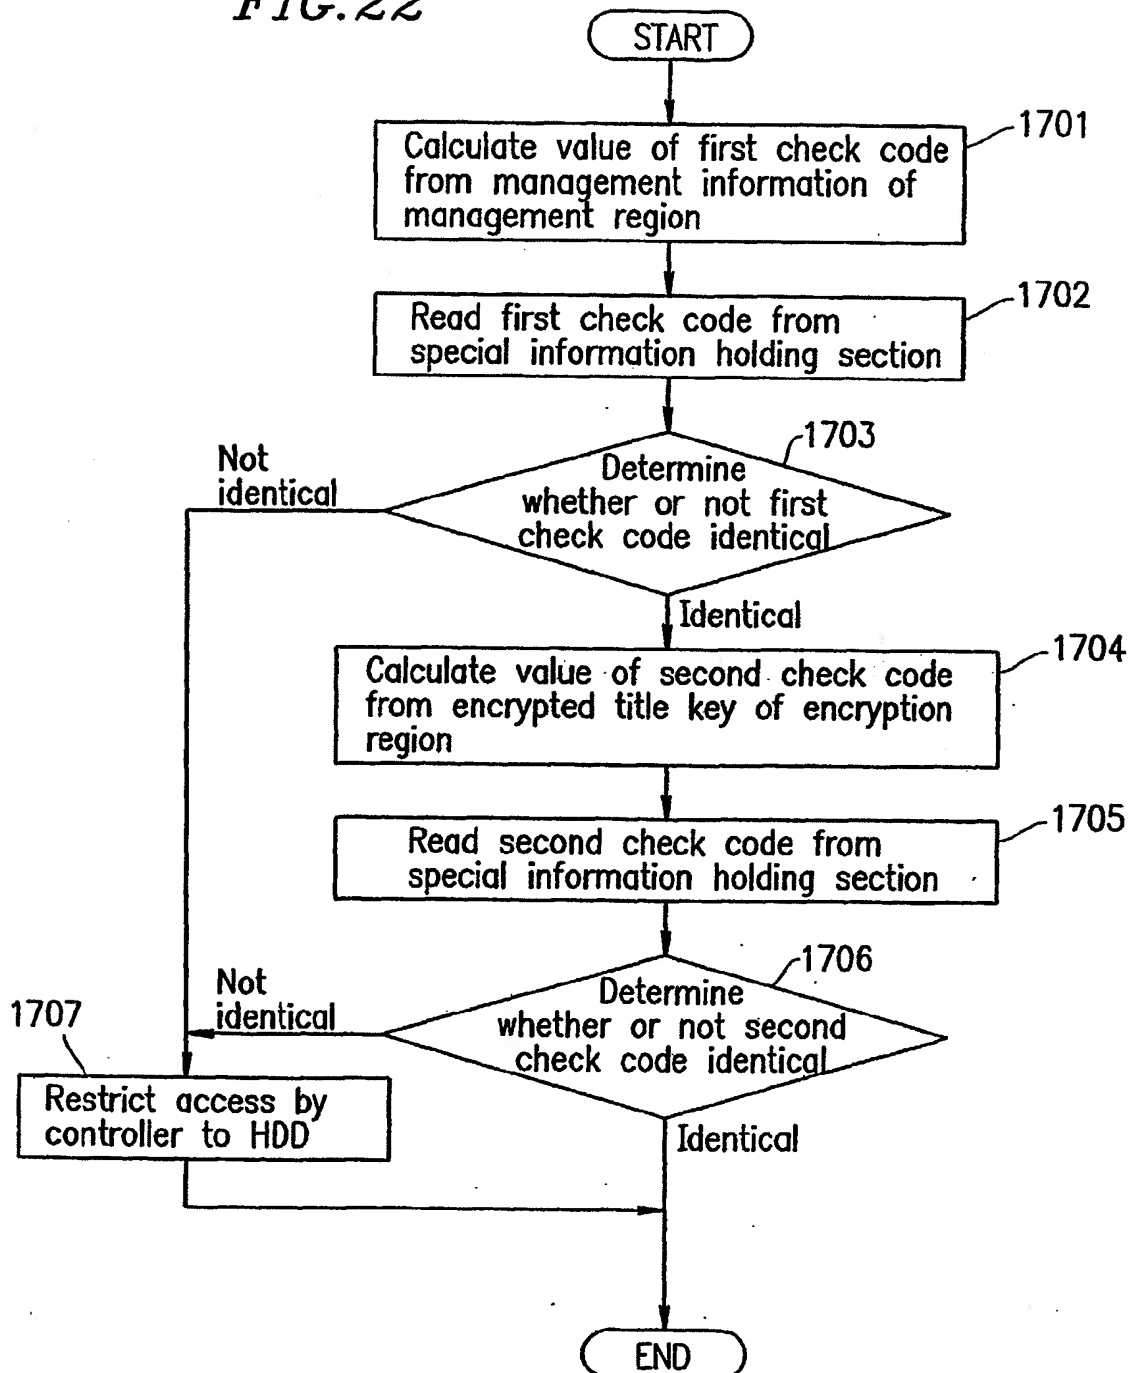 FIG.22
START
1701
Calculate value of first check code
from management information of
management region
1702
Read first check code from
special information holding section
1703
Determine
whether or not first
check code identical
Not
identical
Identical
1704
Calculate value of second check code
from encrypted title key of encryption
region
1705
Read second check code from
special information holding section
1706
Determine
whether or not second
check code identical
Not
identical
1707
Restrict access by
controller to HDD
Identical
END